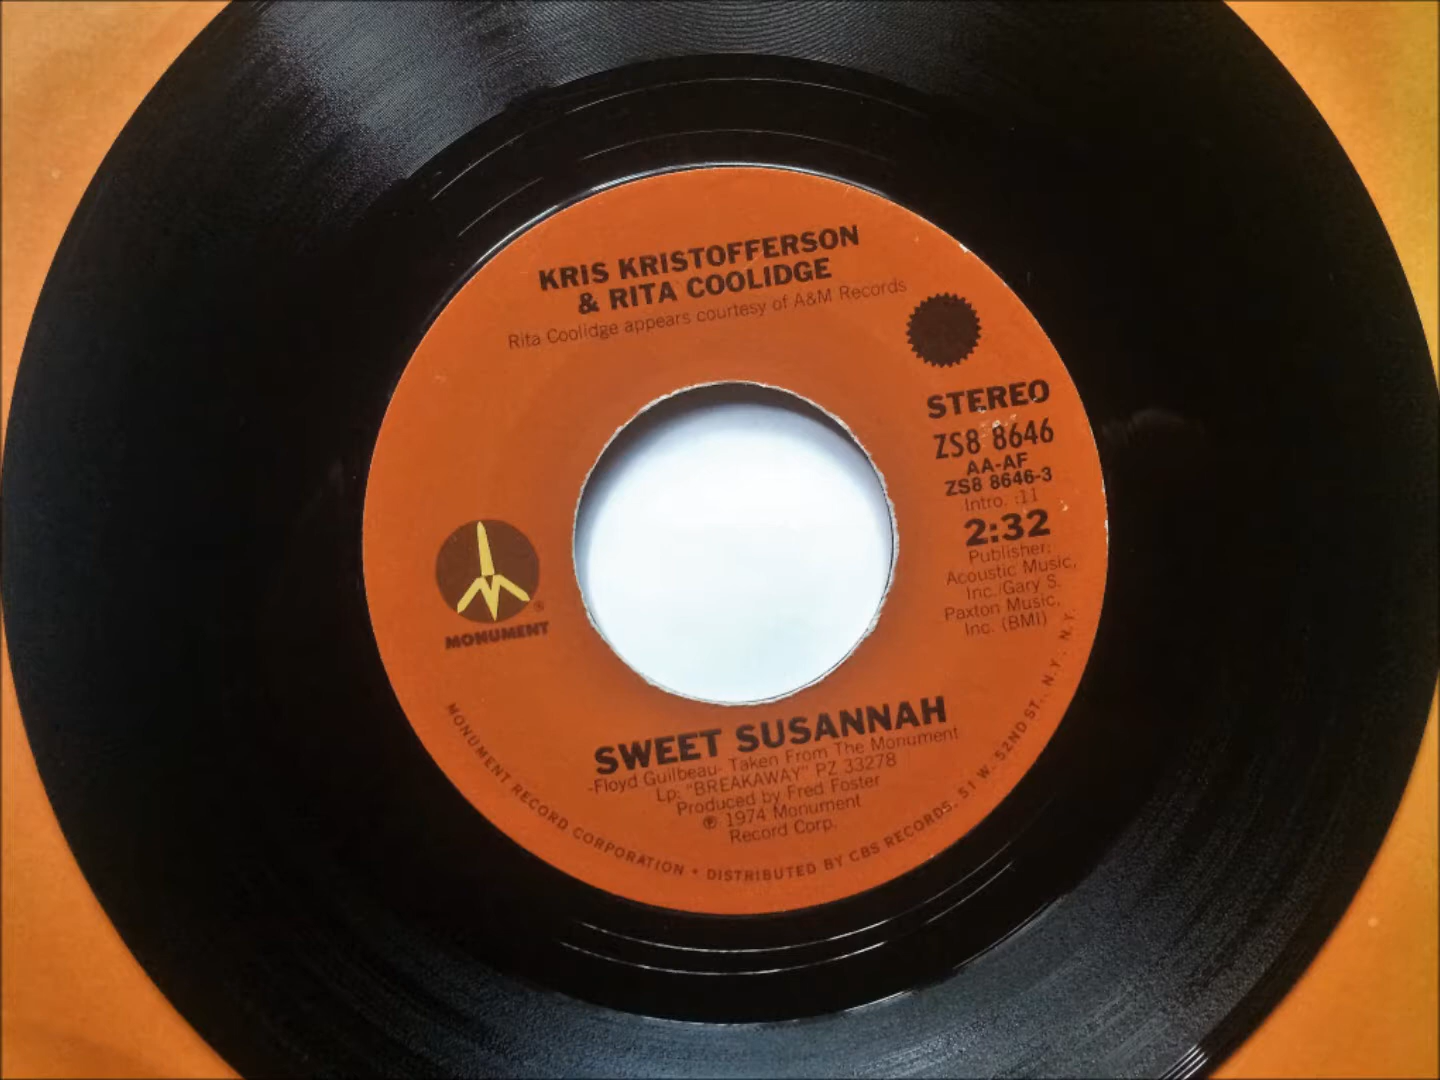 KRIS KRISTOFFERSON
& RITA COOLIDGE
Rita Coolidge appears courtesy of A&M Records
STEREO
ZS8 8646
AA-AF
ZS8 8646-3
Intro. :11
2:32
Publisher:
Acoustic Music,
Inc./Gary S.
Paxton Music,
Inc. (BMI)
®
MONUMENT
SWEET SUSANNAH
-Floyd Guilbeau- Taken From The Monument
Lp: "BREAKAWAY" PZ 33278
Produced by Fred Foster
℗ 1974 Monument
Record Corp.
MONUMENT RECORD CORPORATION • DISTRIBUTED BY CBS RECORDS, 51 W. 52ND ST., N.Y., N.Y.